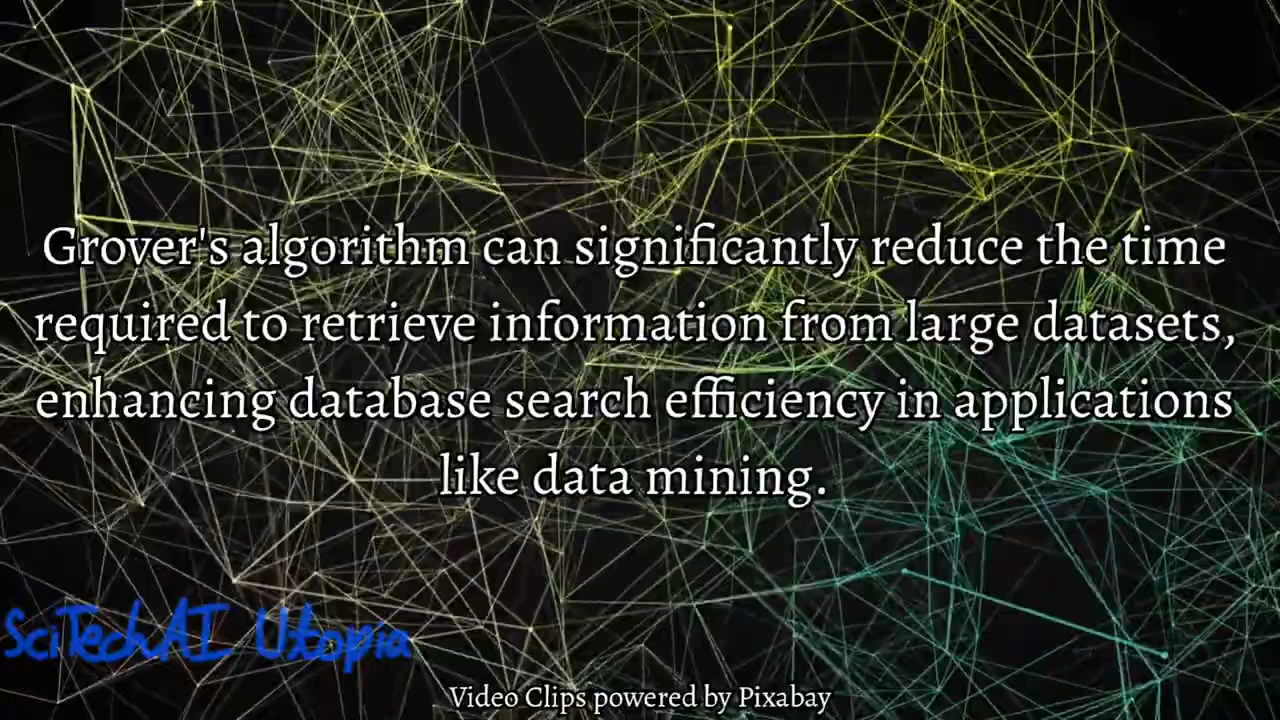 Grover's algorithm can significantly reduce the time
required to retrieve information from large datasets,
enhancing database search efficiency in applications
like data mining.
SciTechAI Utopia
Video Clips powered by Pixabay